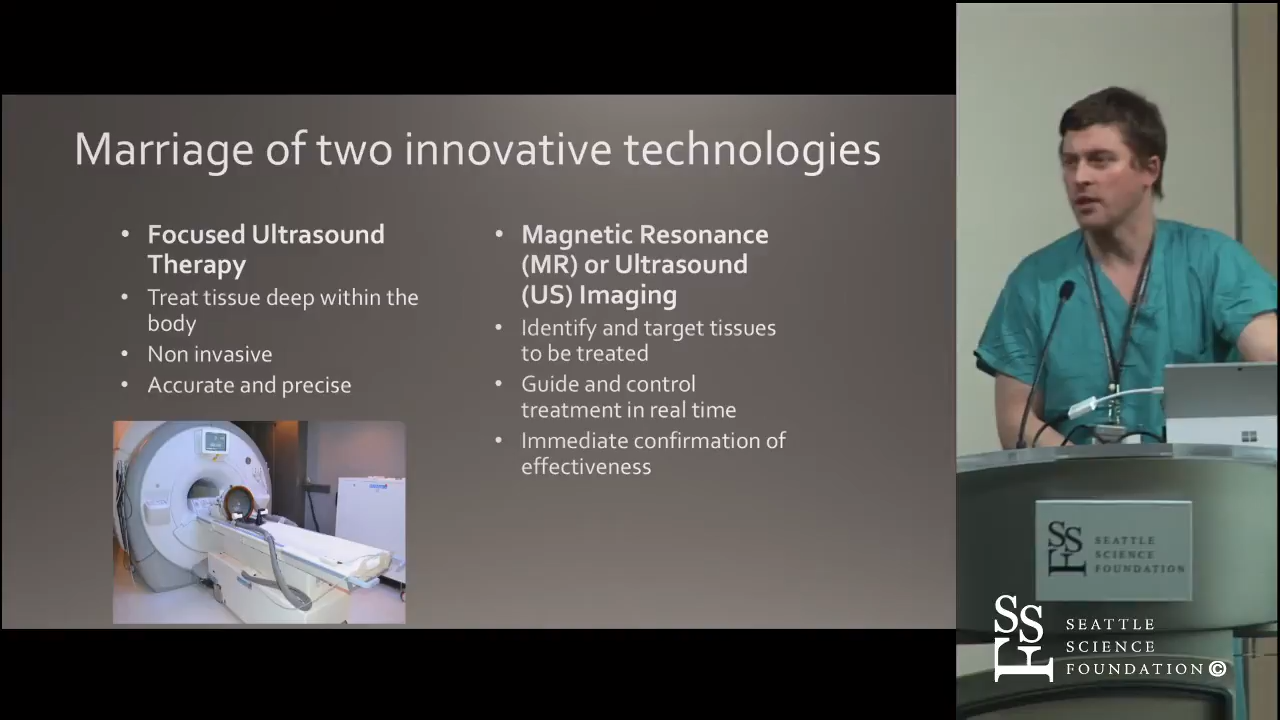 Marriage of two innovative technologies
• Focused Ultrasound
Therapy
• Treat tissue deep within the
body
• Non invasive
• Accurate and precise
• Magnetic Resonance
(MR) or Ultrasound
(US) Imaging
• Identify and target tissues
to be treated
• Guide and control
treatment in real time
• Immediate confirmation of
effectiveness
SSF
SEATTLE
SCIENCE
FOUNDATION
SSF
SEATTLE
SCIENCE
FOUNDATION©